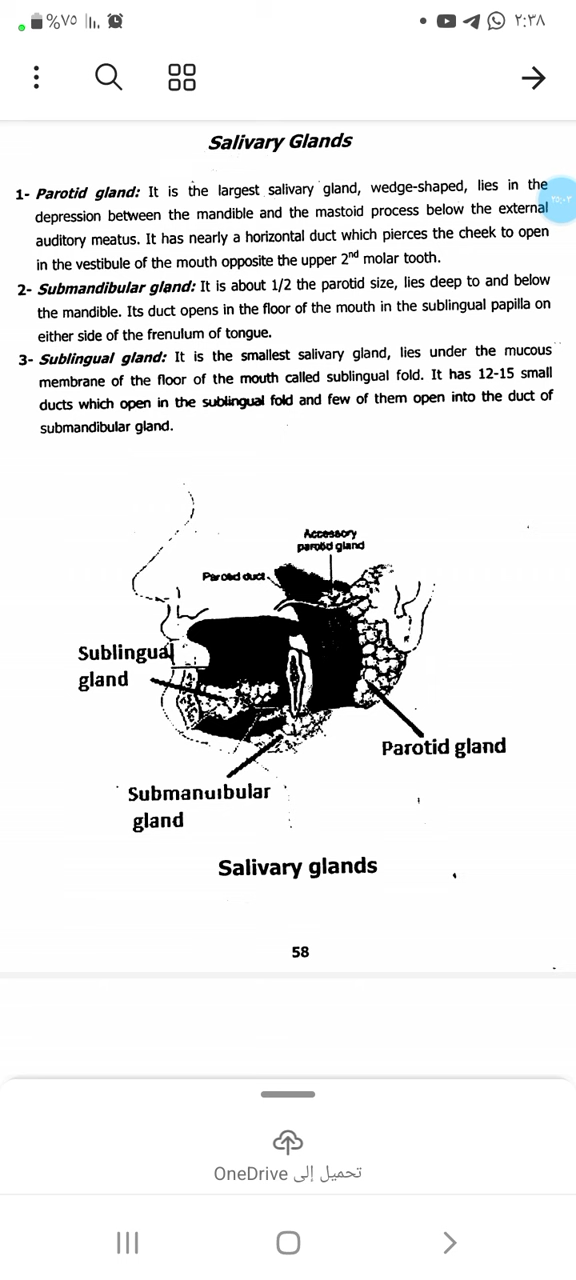 %٧٥
٢:٣٨
Salivary Glands
1- Parotid gland: It is the largest salivary gland, wedge-shaped, lies in the
depression between the mandible and the mastoid process below the external
auditory meatus. It has nearly a horizontal duct which pierces the cheek to open
in the vestibule of the mouth opposite the upper 2nd molar tooth.
2- Submandibular gland: It is about 1/2 the parotid size, lies deep to and below
the mandible. Its duct opens in the floor of the mouth in the sublingual papilla on
either side of the frenulum of tongue.
3- Sublingual gland: It is the smallest salivary gland, lies under the mucous
membrane of the floor of the mouth called sublingual fold. It has 12-15 small
ducts which open in the sublingual fold and few of them open into the duct of
submandibular gland.
Accessory
parotid gland
Parotid duct
Sublingual
gland
Parotid gland
Submandibular
gland
Salivary glands
58
تحميل إلى OneDrive